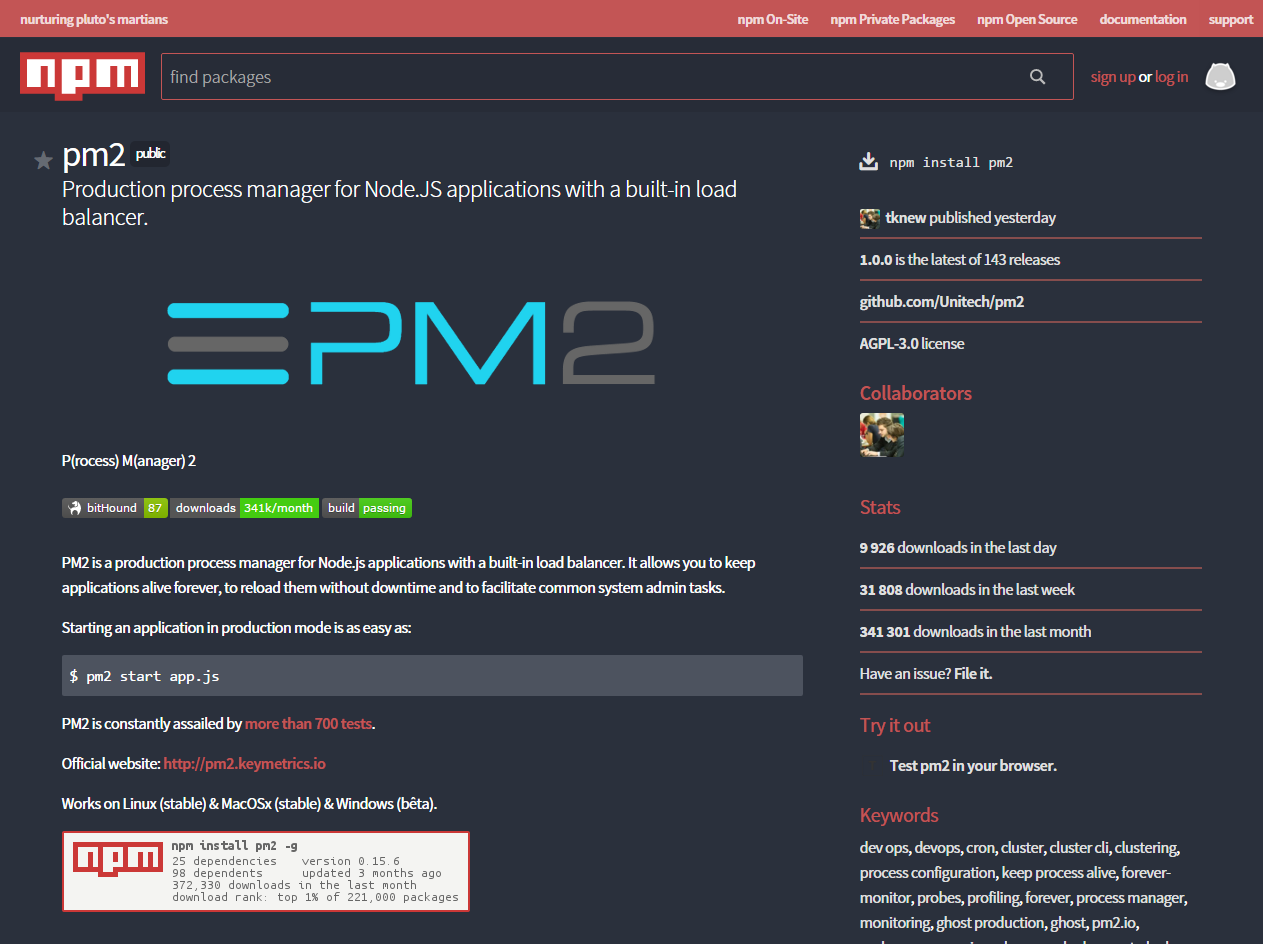 nurturing pluto's martians
npm On-Site npm Private Packages npm Open Source documentation support
npm
find packages
sign up or log in
pm2 public
Production process manager for Node.JS applications with a built-in load
balancer.
PM2
P(rocess) M(anager) 2
bitHound 87 downloads 341k/month build passing
PM2 is a production process manager for Node.js applications with a built-in load balancer. It allows you to keep
applications alive forever, to reload them without downtime and to facilitate common system admin tasks.
Starting an application in production mode is as easy as:
$ pm2 start app.js
PM2 is constantly assailed by more than 700 tests.
Official website: http://pm2.keymetrics.io
Works on Linux (stable) & MacOSx (stable) & Windows (bêta).
npm
npm install pm2 -g
25 dependencies version 0.15.6
98 dependents updated 3 months ago
372,330 downloads in the last month
download rank: top 1% of 221,000 packages
npm install pm2
tknew published yesterday
1.0.0 is the latest of 143 releases
github.com/Unitech/pm2
AGPL-3.0 license
Collaborators
Stats
9 926 downloads in the last day
31 808 downloads in the last week
341 301 downloads in the last month
Have an issue? File it.
Try it out
Test pm2 in your browser.
Keywords
dev ops, devops, cron, cluster, cluster cli, clustering,
process configuration, keep process alive, forever-
monitor, probes, profiling, forever, process manager,
monitoring, ghost production, ghost, pm2.io,